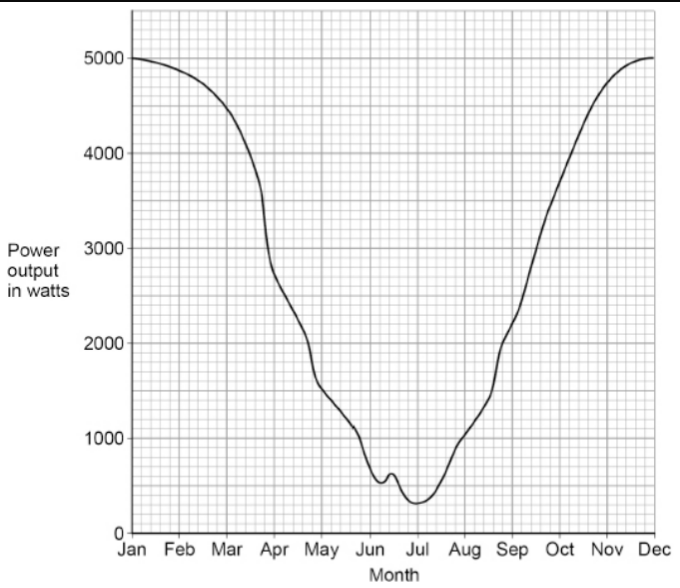 5000
4000
3000
2000
1000
0
Power
output
in watts
Jan Feb Mar Apr May Jun Jul Aug Sep Oct Nov Dec
Month